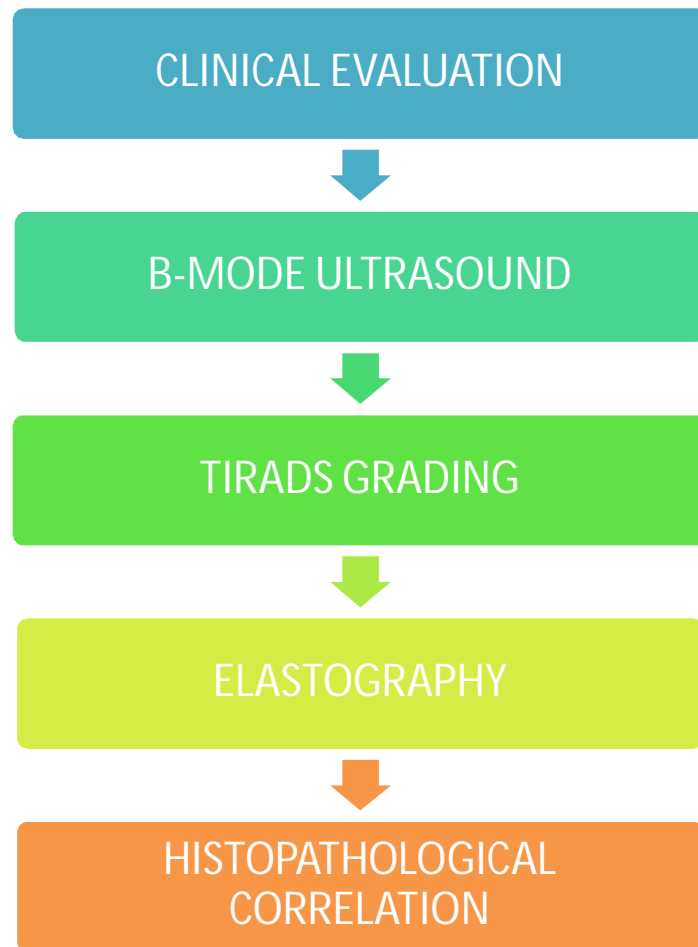 CLINICAL EVALUATION
B-MODE ULTRASOUND
TIRADS GRADING
ELASTOGRAPHY
HISTOPATHOLOGICAL
CORRELATION